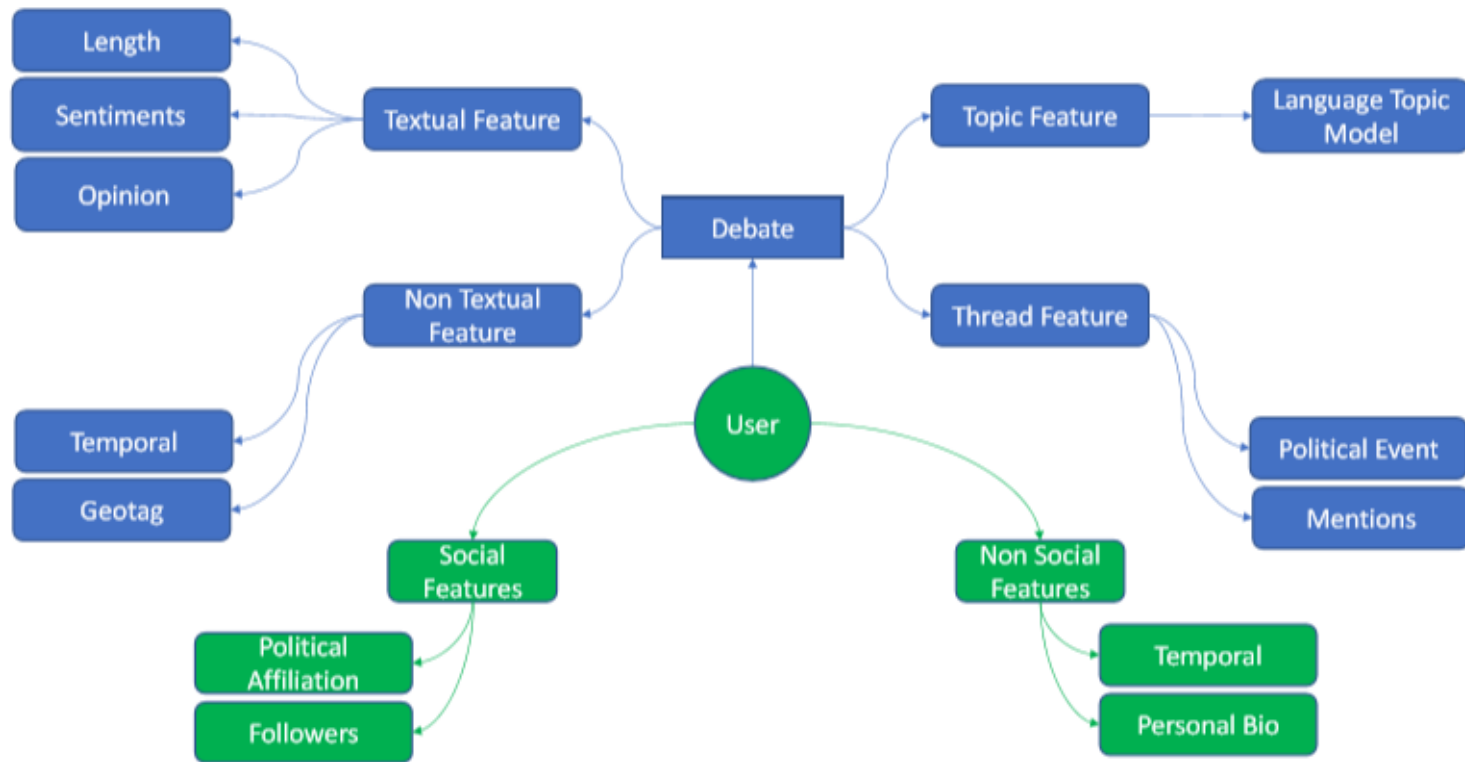 Length
Sentiments
Opinion
Textual Feature
Non Textual
Feature
Temporal
Geotag
Debate
Topic Feature
Language Topic
Model
Thread Feature
Political Event
Mentions
User
Social
Features
Political
Affiliation
Followers
Non Social
Features
Temporal
Personal Bio